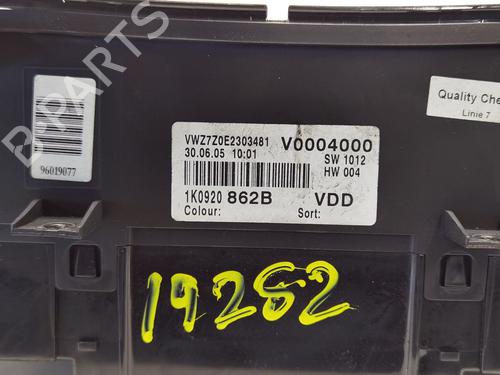 B-PARTS
VWZ7Z0E2303481 V0004000
30.06.05 10:01 SW 1012
HW 004
1K0920 862B VDD
Colour: Sort:
96019077
Quality Che
Linie 7
19282